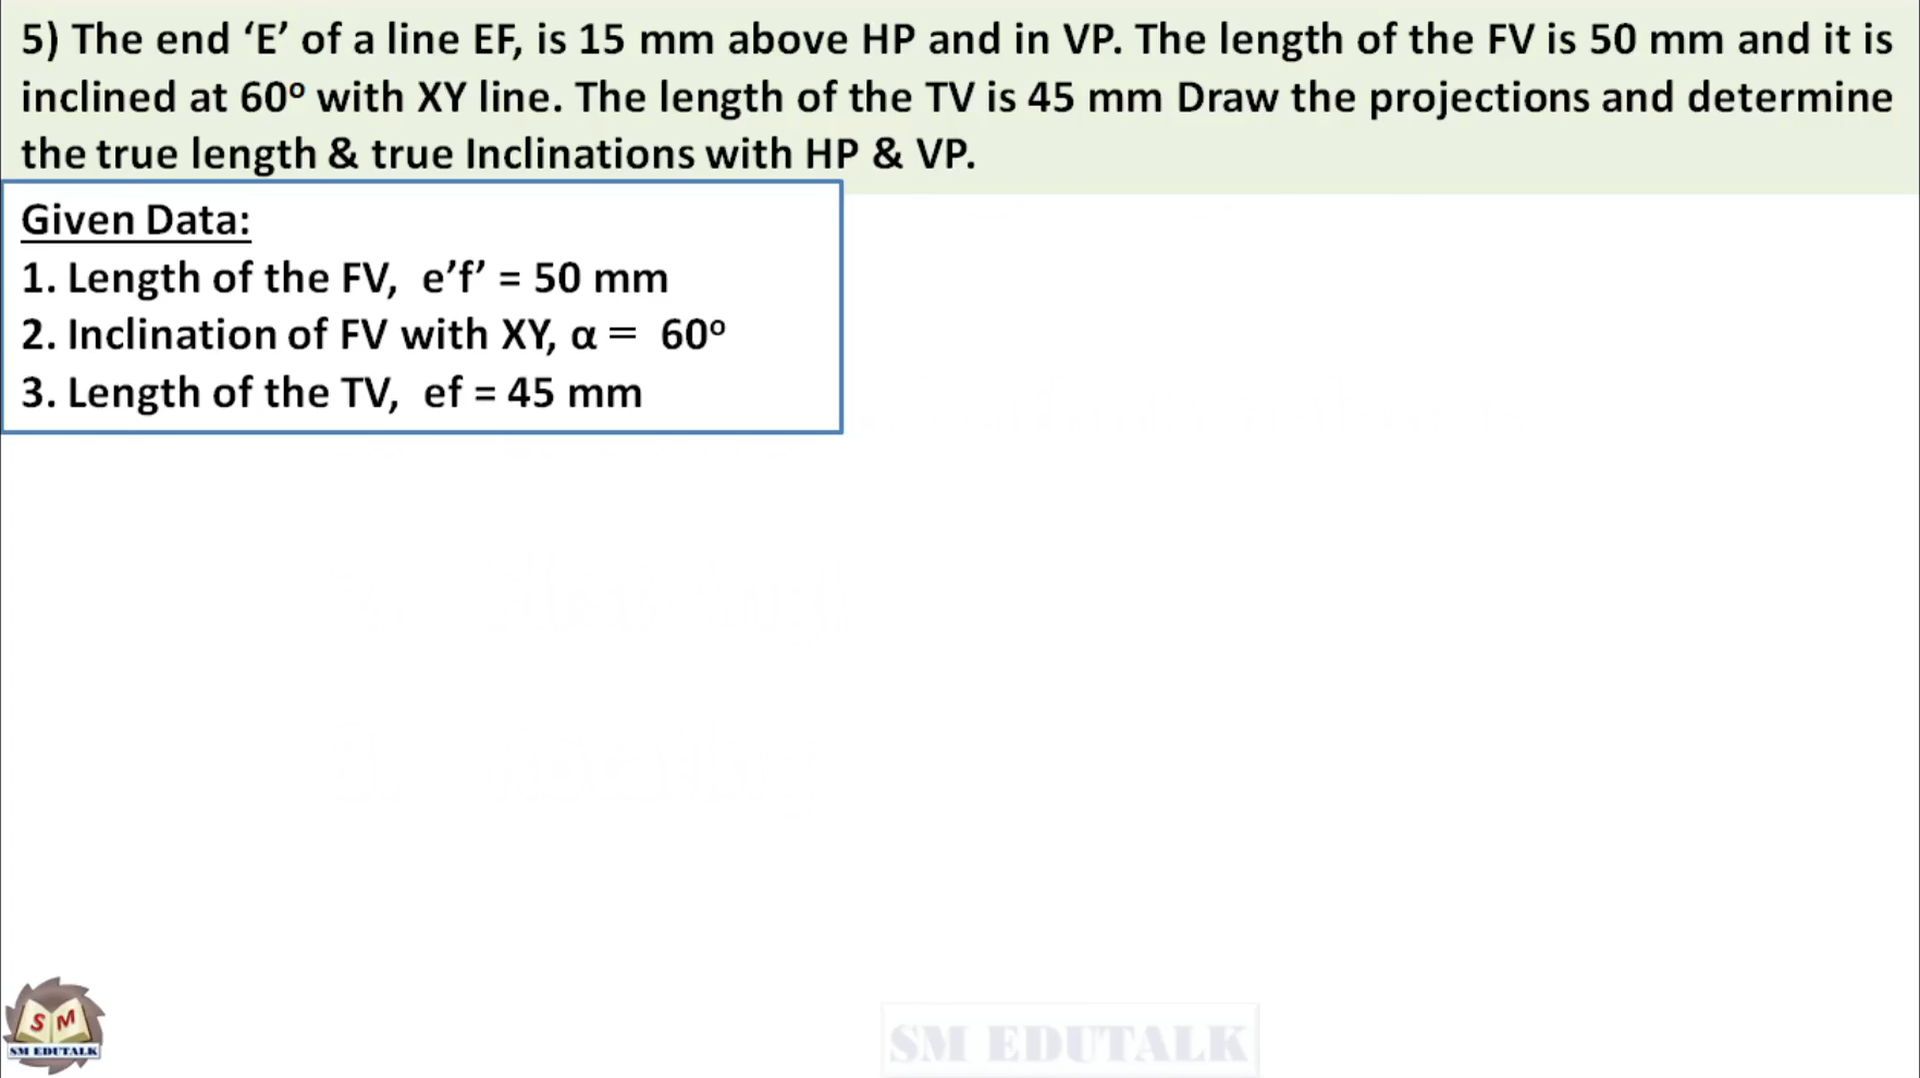 5) The end ‘E’ of a line EF, is 15 mm above HP and in VP. The length of the FV is 50 mm and it is
inclined at 60º with XY line. The length of the TV is 45 mm Draw the projections and determine
the true length & true Inclinations with HP & VP.
Given Data:
1. Length of the FV, e’f’ = 50 mm
2. Inclination of FV with XY, α = 60º
3. Length of the TV, ef = 45 mm
S M
SM EDUTALK
SM EDUTALK